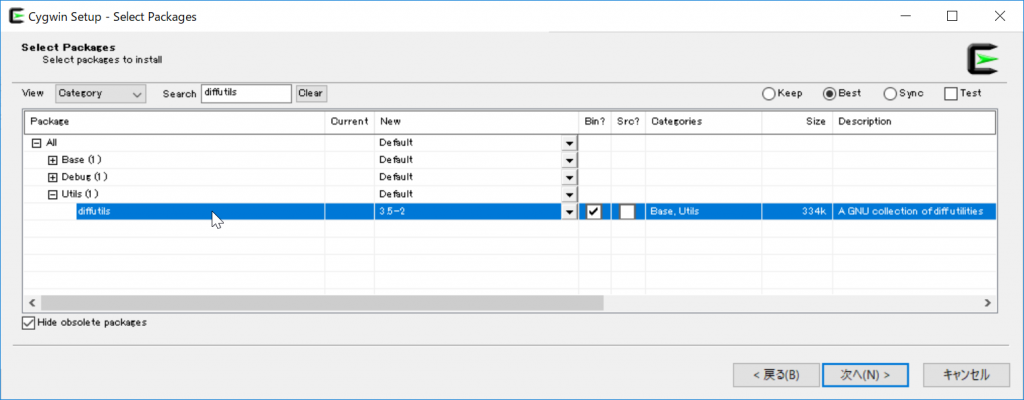 Cygwin Setup - Select Packages
Select Packages
Select packages to install
View Category Search diffutils Clear Keep Best Sync Test
Package Current New Bin? Src? Categories Size Description
All Default
Base (1) Default
Debug (1) Default
Utils (1) Default
diffutils 3.5-2 Base, Utils 334k A GNU collection of diff utilities
Hide obsolete packages
< 戻る(B) 次へ(N) > キャンセル